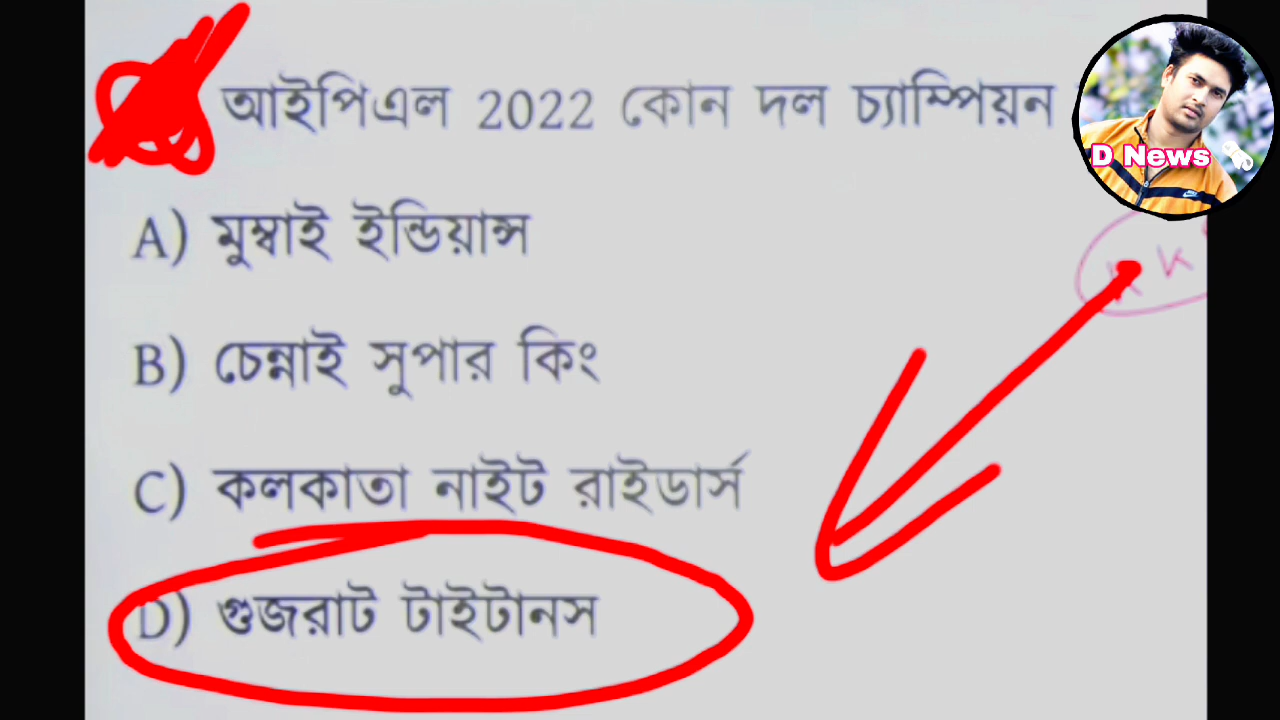 আইপিএল 2022 কোন দল চ্যাম্পিয়ন
D News
A) মুম্বাই ইন্ডিয়ান্স
B) চেন্নাই সুপার কিং
C) কলকাতা নাইট রাইডার্স
D) গুজরাট টাইটানস